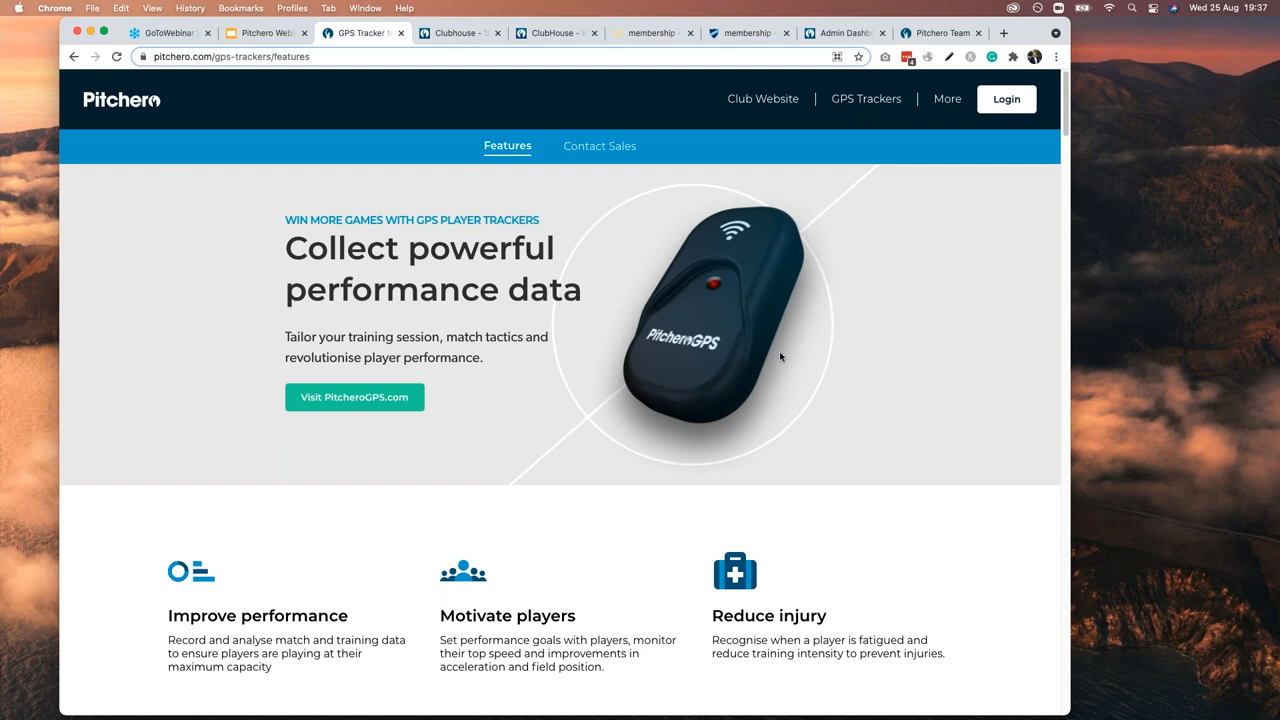 Chrome File Edit View History Bookmarks Profiles Tab Window Help Wed 25 Aug 19:37
GoToWebinar Pitchero Web GPS Tracker f Clubhouse - ClubHouse - membership - membership - Admin Dashb Pitchero Team
pitchero.com/gps-trackers/features
4
Pitchero
Club Website GPS Trackers More Login
Features Contact Sales
WIN MORE GAMES WITH GPS PLAYER TRACKERS
Collect powerful
performance data
Tailor your training session, match tactics and
revolutionise player performance.
Visit PitcheroGPS.com
PitcheroGPS
Improve performance
Record and analyse match and training data
to ensure players are playing at their
maximum capacity
Motivate players
Set performance goals with players, monitor
their top speed and improvements in
acceleration and field position.
Reduce injury
Recognise when a player is fatigued and
reduce training intensity to prevent injuries.